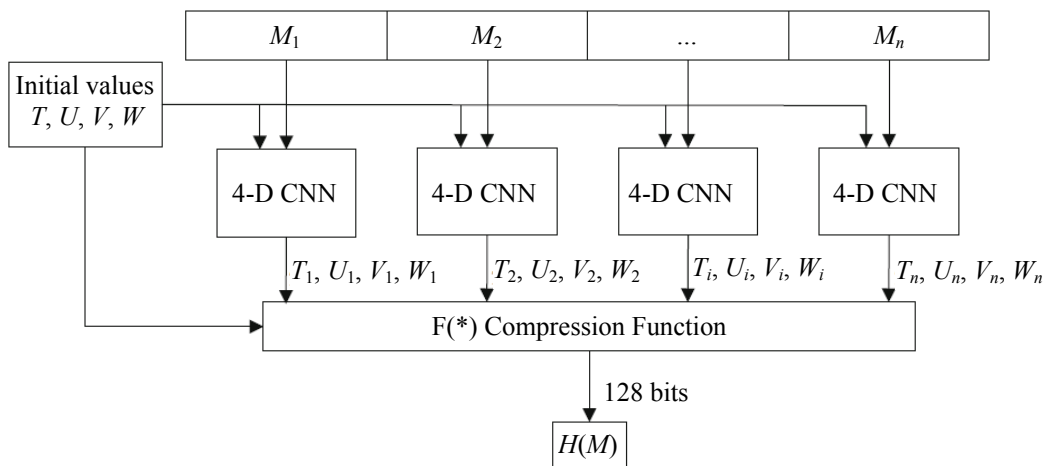 M₁ M₂ ... Mₙ
Initial values
T, U, V, W
4-D CNN 4-D CNN 4-D CNN 4-D CNN
T₁, U₁, V₁, W₁ T₂, U₂, V₂, W₂ Tᵢ, Uᵢ, Vᵢ, Wᵢ Tₙ, Uₙ, Vₙ, Wₙ
F(*) Compression Function
128 bits
H(M)